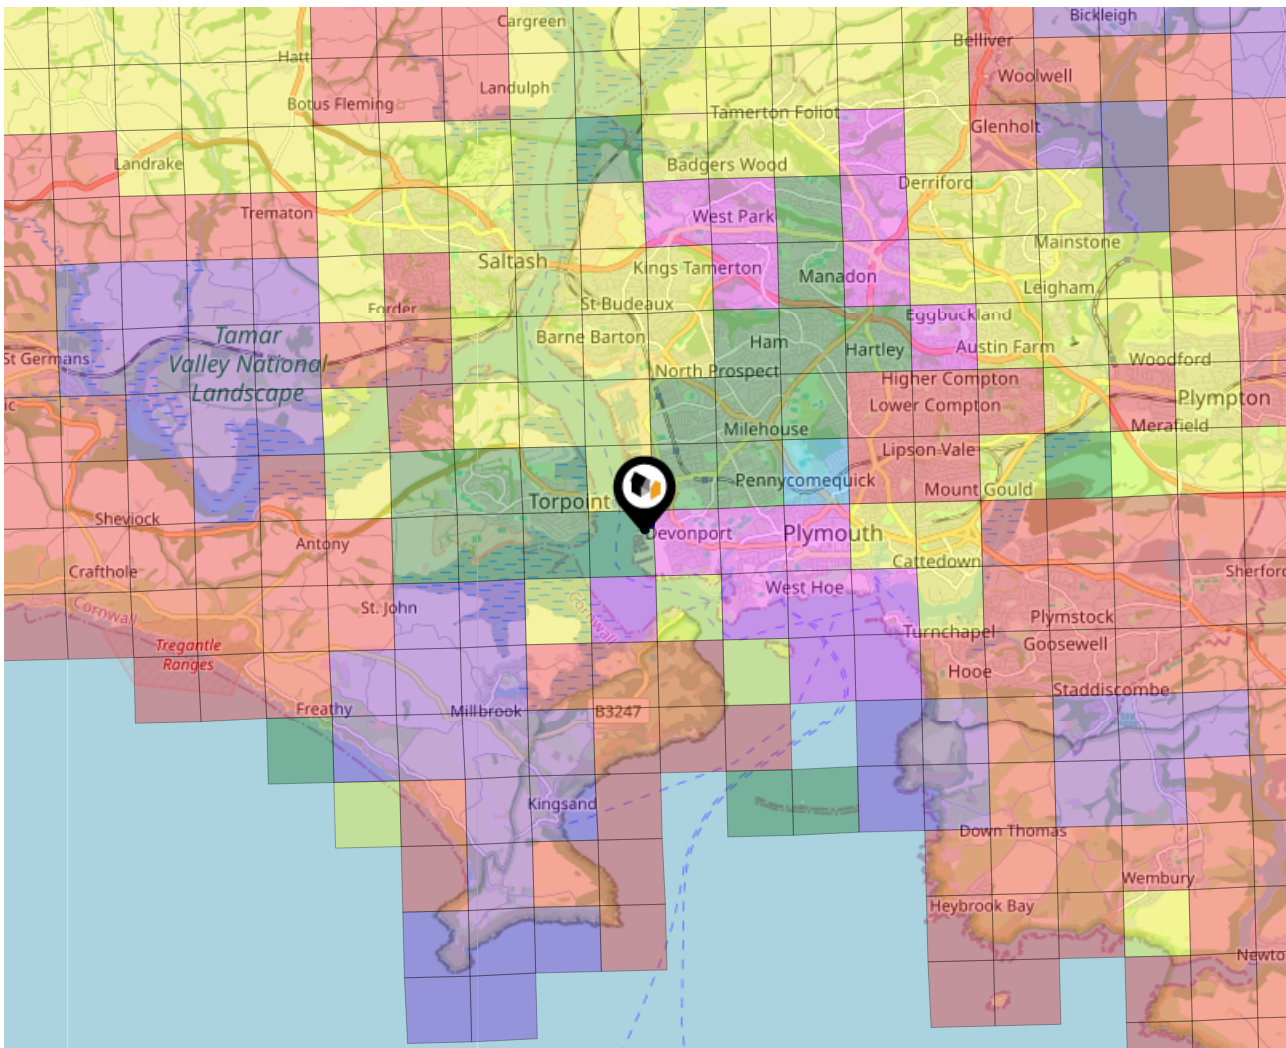 Cargreen
Bickleigh
Belliver
Hatt
Woolwell
Landulph
Botus Fleming
Tamerton Foliot
Glenholt
Landrake
Badgers Wood
Derriford
Trematon
West Park
Mainstone
Saltash
Kings Tamerton
Manadon
Leigham
Forder
St Budeaux
Eggbuckland
Tamar
Valley National
Landscape
Barne Barton
Ham
Hartley
Austin Farm
St Germans
Woodford
North Prospect
Higher Compton
Plympton
Lower Compton
Milehouse
Merafield
Lipson Vale
Pennycomequick
Mount Gould
Torpoint
Sheviock
Devonport
Plymouth
Antony
Cattedown
Crafthole
Sherford
West Hoe
Cornwall
Cornwall
St. John
Plymstock
Turnchapel
Tregantle
Ranges
Goosewell
Hooe
Staddiscombe
Freathy
Millbrook
B3247
Kingsand
Down Thomas
Wembury
Heybrook Bay
Newto